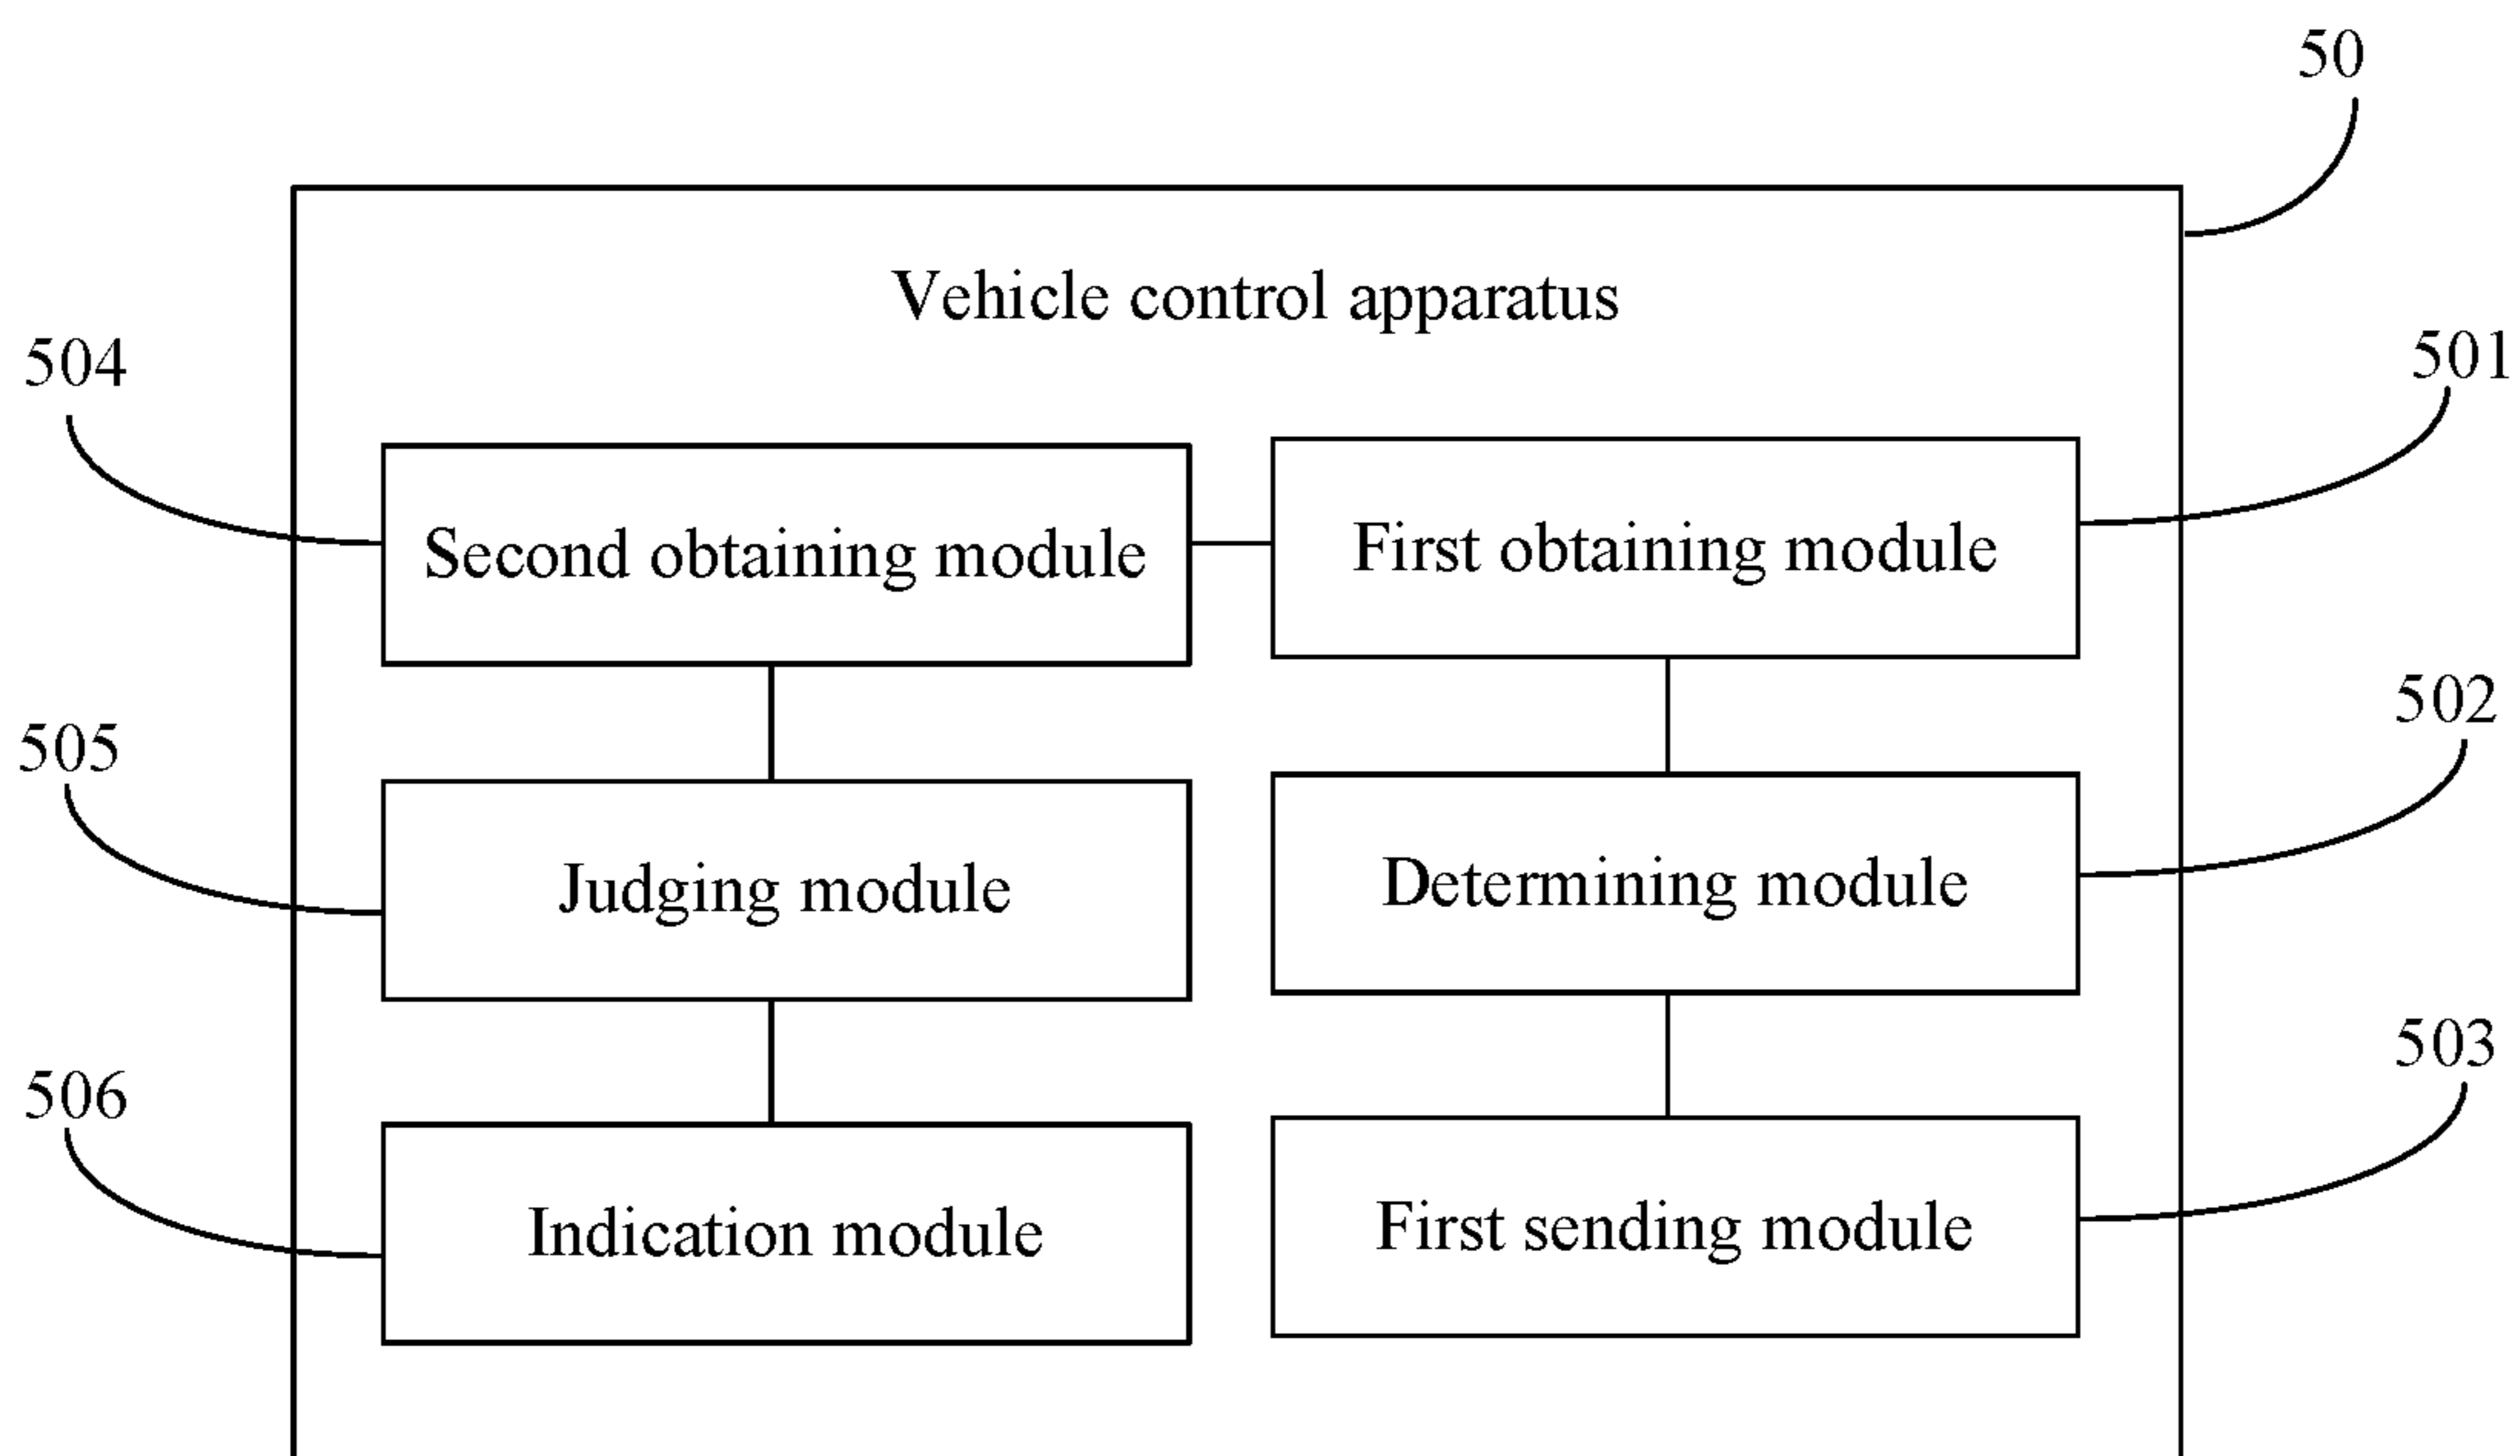 50
Vehicle control apparatus
504
501
Second obtaining module
First obtaining module
502
505
Judging module
Determining module
503
506
Indication module
First sending module